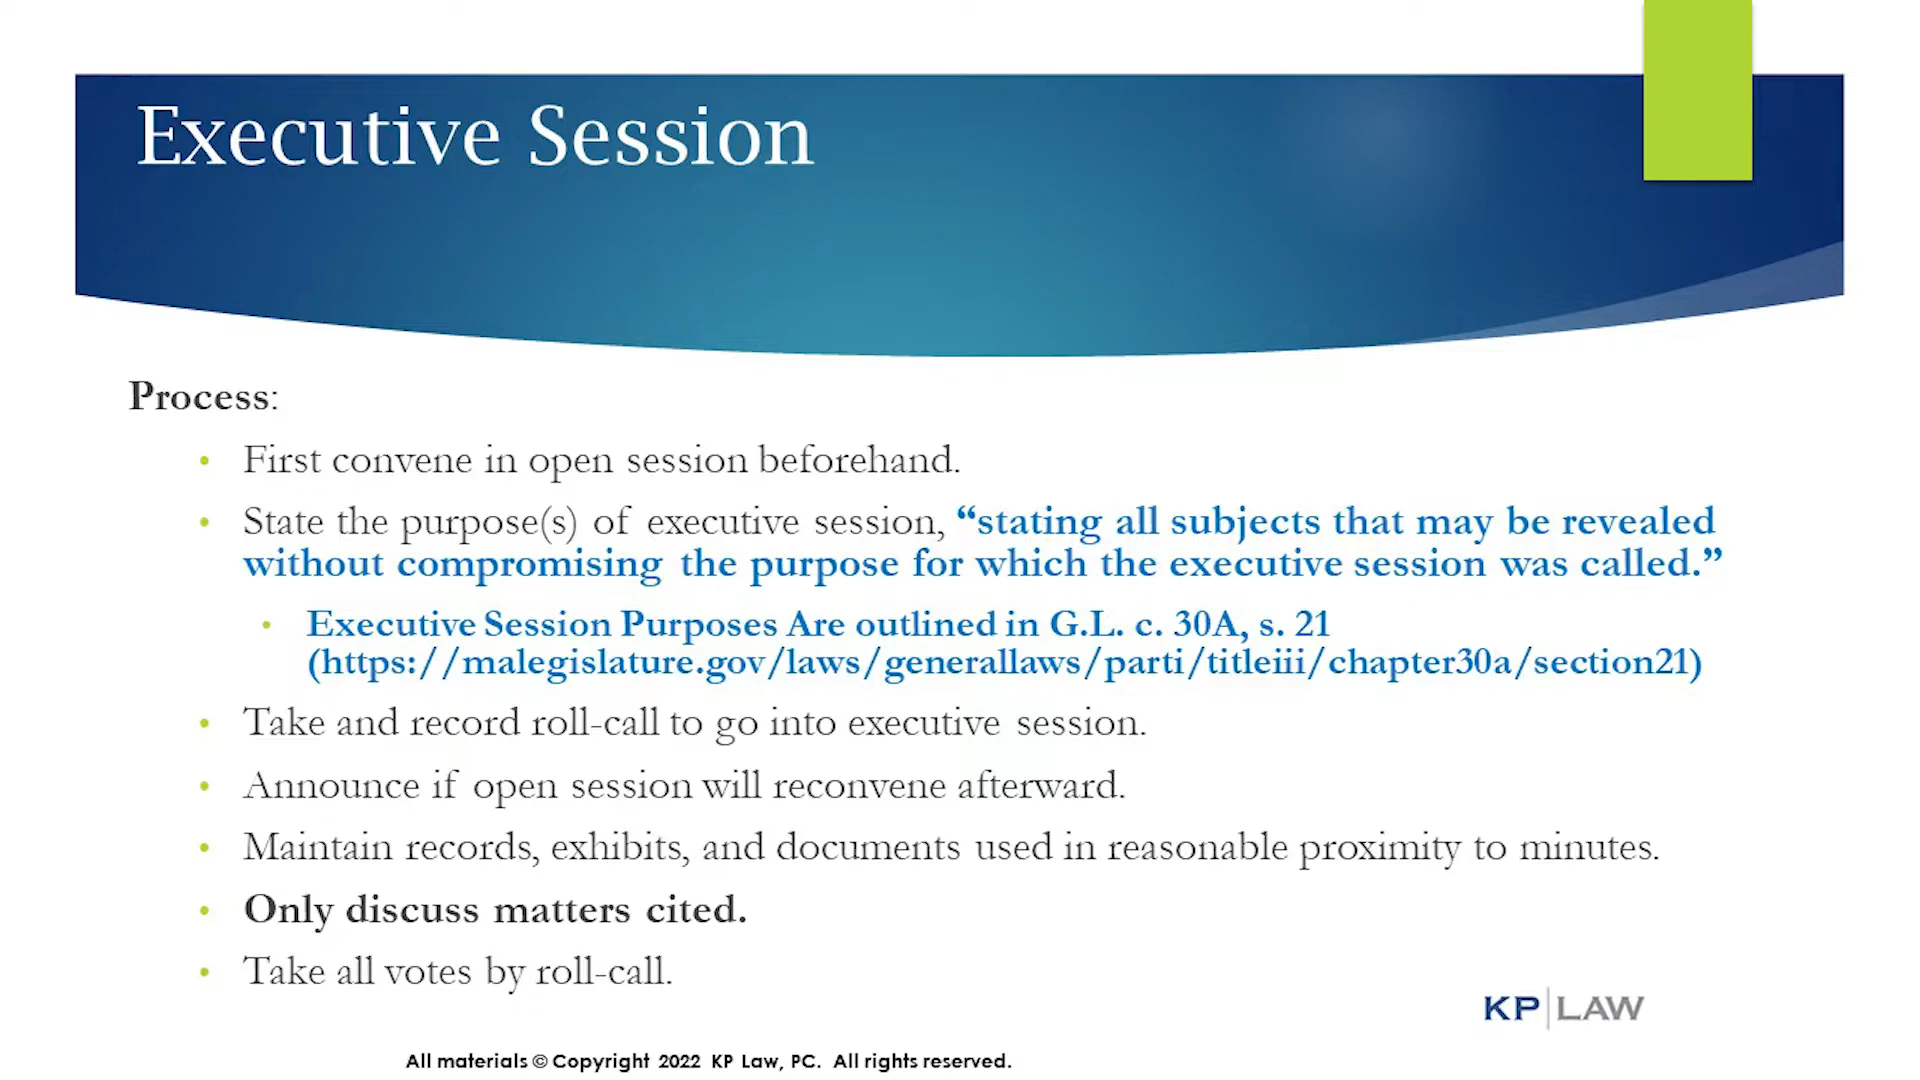 Executive Session
Process:
• First convene in open session beforehand.
• State the purpose(s) of executive session, “stating all subjects that may be revealed
without compromising the purpose for which the executive session was called.”
• Executive Session Purposes Are outlined in G.L. c. 30A, s. 21
(https://malegislature.gov/laws/generallaws/parti/titleiii/chapter30a/section21)
• Take and record roll-call to go into executive session.
• Announce if open session will reconvene afterward.
• Maintain records, exhibits, and documents used in reasonable proximity to minutes.
• Only discuss matters cited.
• Take all votes by roll-call.
KP|LAW
All materials © Copyright 2022 KP Law, PC. All rights reserved.